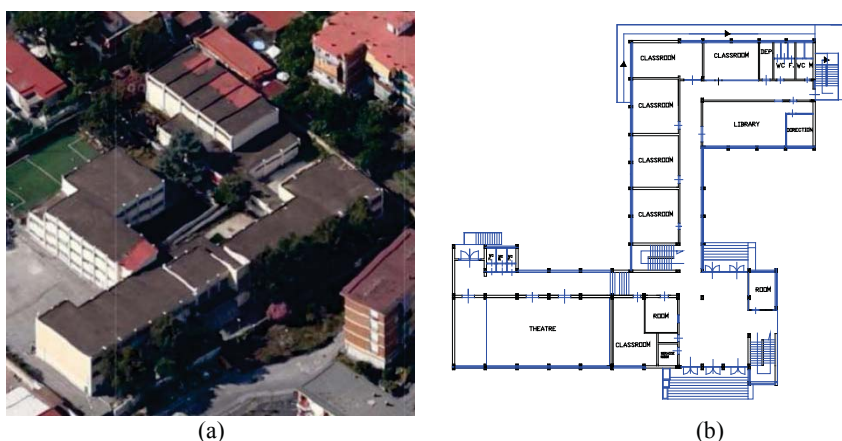 CLASSROOM
CLASSROOM
DEP
WC F.
WC M
CLASSROOM
LIBRARY
DIRECTION
CLASSROOM
CLASSROOM
ROOM
ROOM
THEATRE
CLASSROOM
(a)
(b)